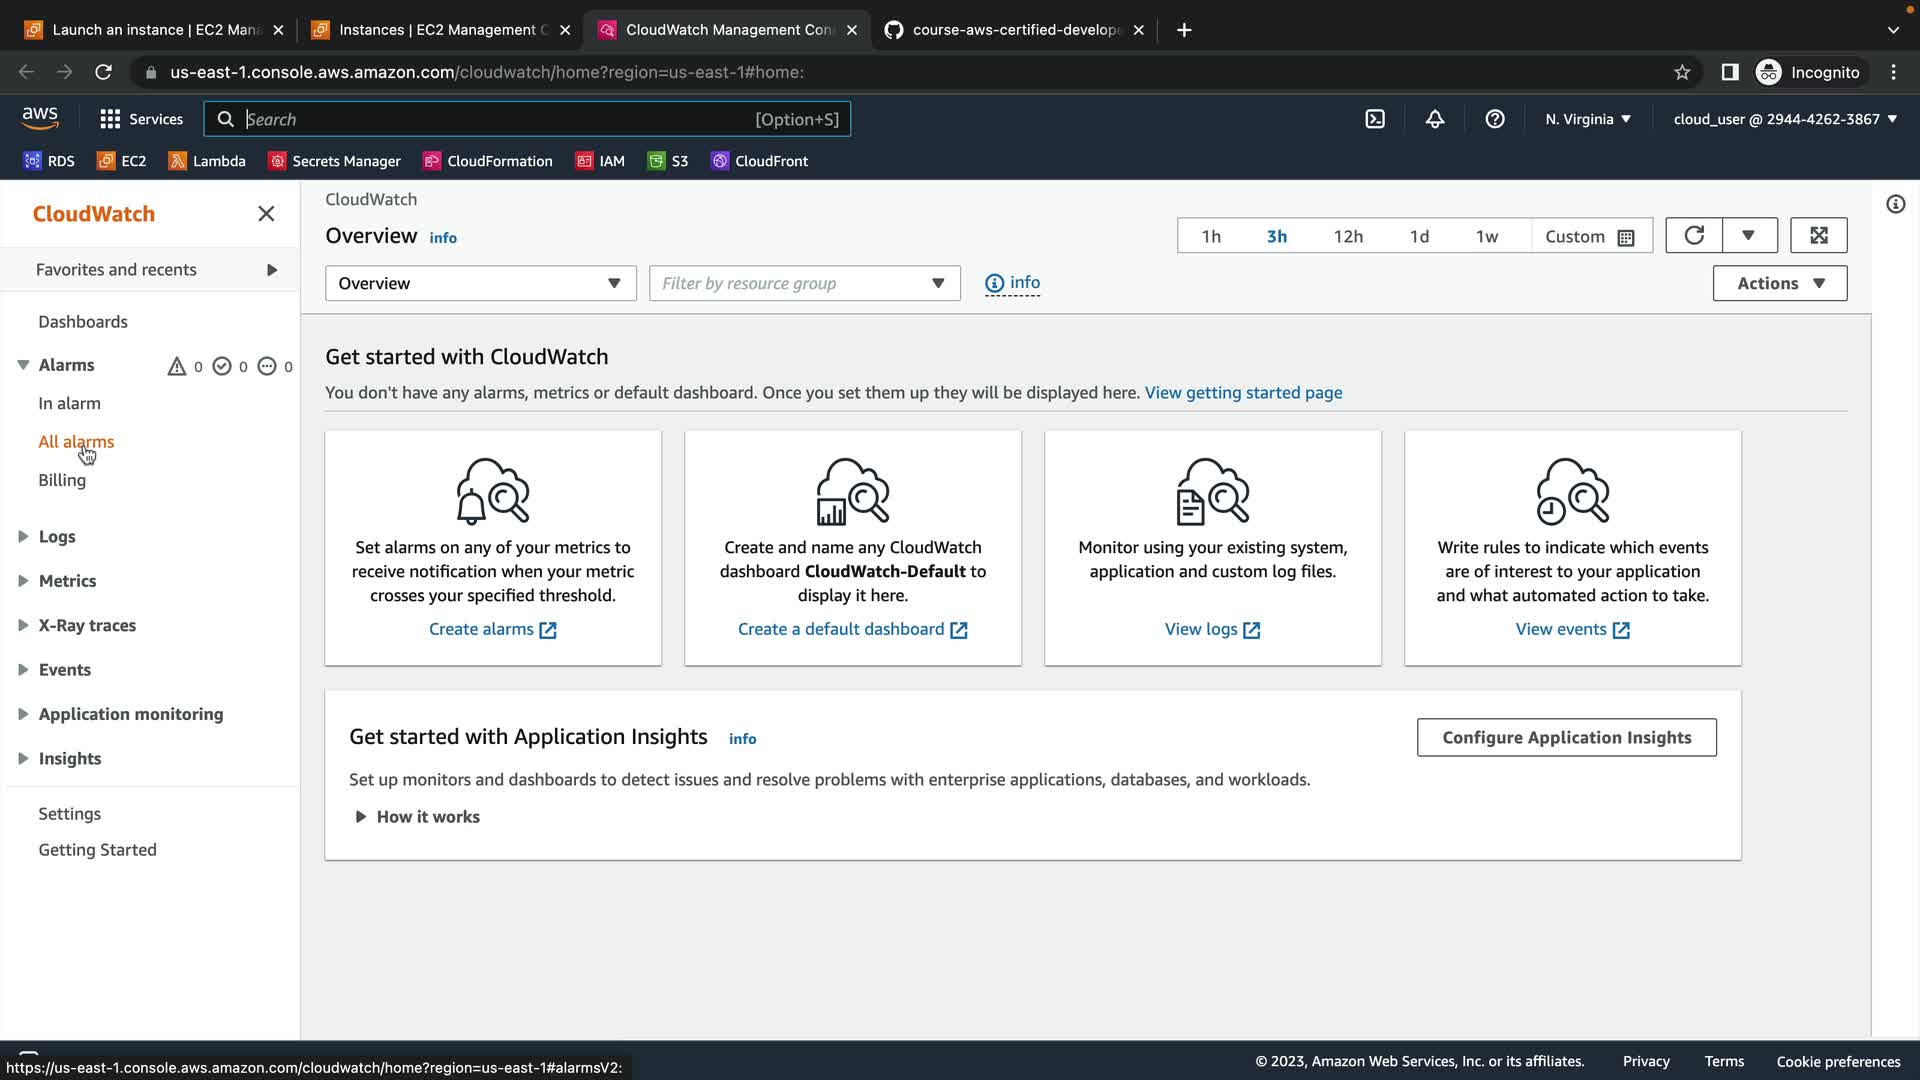 Launch an instance | EC2 Mana
Instances | EC2 Management C
CloudWatch Management Con
course-aws-certified-develope
us-east-1.console.aws.amazon.com/cloudwatch/home?region=us-east-1#home:
Incognito
aws
Services
Search
[Option+S]
N. Virginia
cloud_user @ 2944-4262-3867
RDS
EC2
Lambda
Secrets Manager
CloudFormation
IAM
S3
CloudFront
CloudWatch
Favorites and recents
Dashboards
Alarms
0
0
0
In alarm
All alarms
Billing
Logs
Metrics
X-Ray traces
Events
Application monitoring
Insights
Settings
Getting Started
CloudWatch
Overview
info
1h
3h
12h
1d
1w
Custom
Overview
Filter by resource group
info
Actions
Get started with CloudWatch
You don't have any alarms, metrics or default dashboard. Once you set them up they will be displayed here. View getting started page
Set alarms on any of your metrics to
receive notification when your metric
crosses your specified threshold.
Create alarms
Create and name any CloudWatch
dashboard CloudWatch-Default to
display it here.
Create a default dashboard
Monitor using your existing system,
application and custom log files.
View logs
Write rules to indicate which events
are of interest to your application
and what automated action to take.
View events
Get started with Application Insights
info
Configure Application Insights
Set up monitors and dashboards to detect issues and resolve problems with enterprise applications, databases, and workloads.
How it works
https://us-east-1.console.aws.amazon.com/cloudwatch/home?region=us-east-1#alarmsV2:
© 2023, Amazon Web Services, Inc. or its affiliates.
Privacy
Terms
Cookie preferences